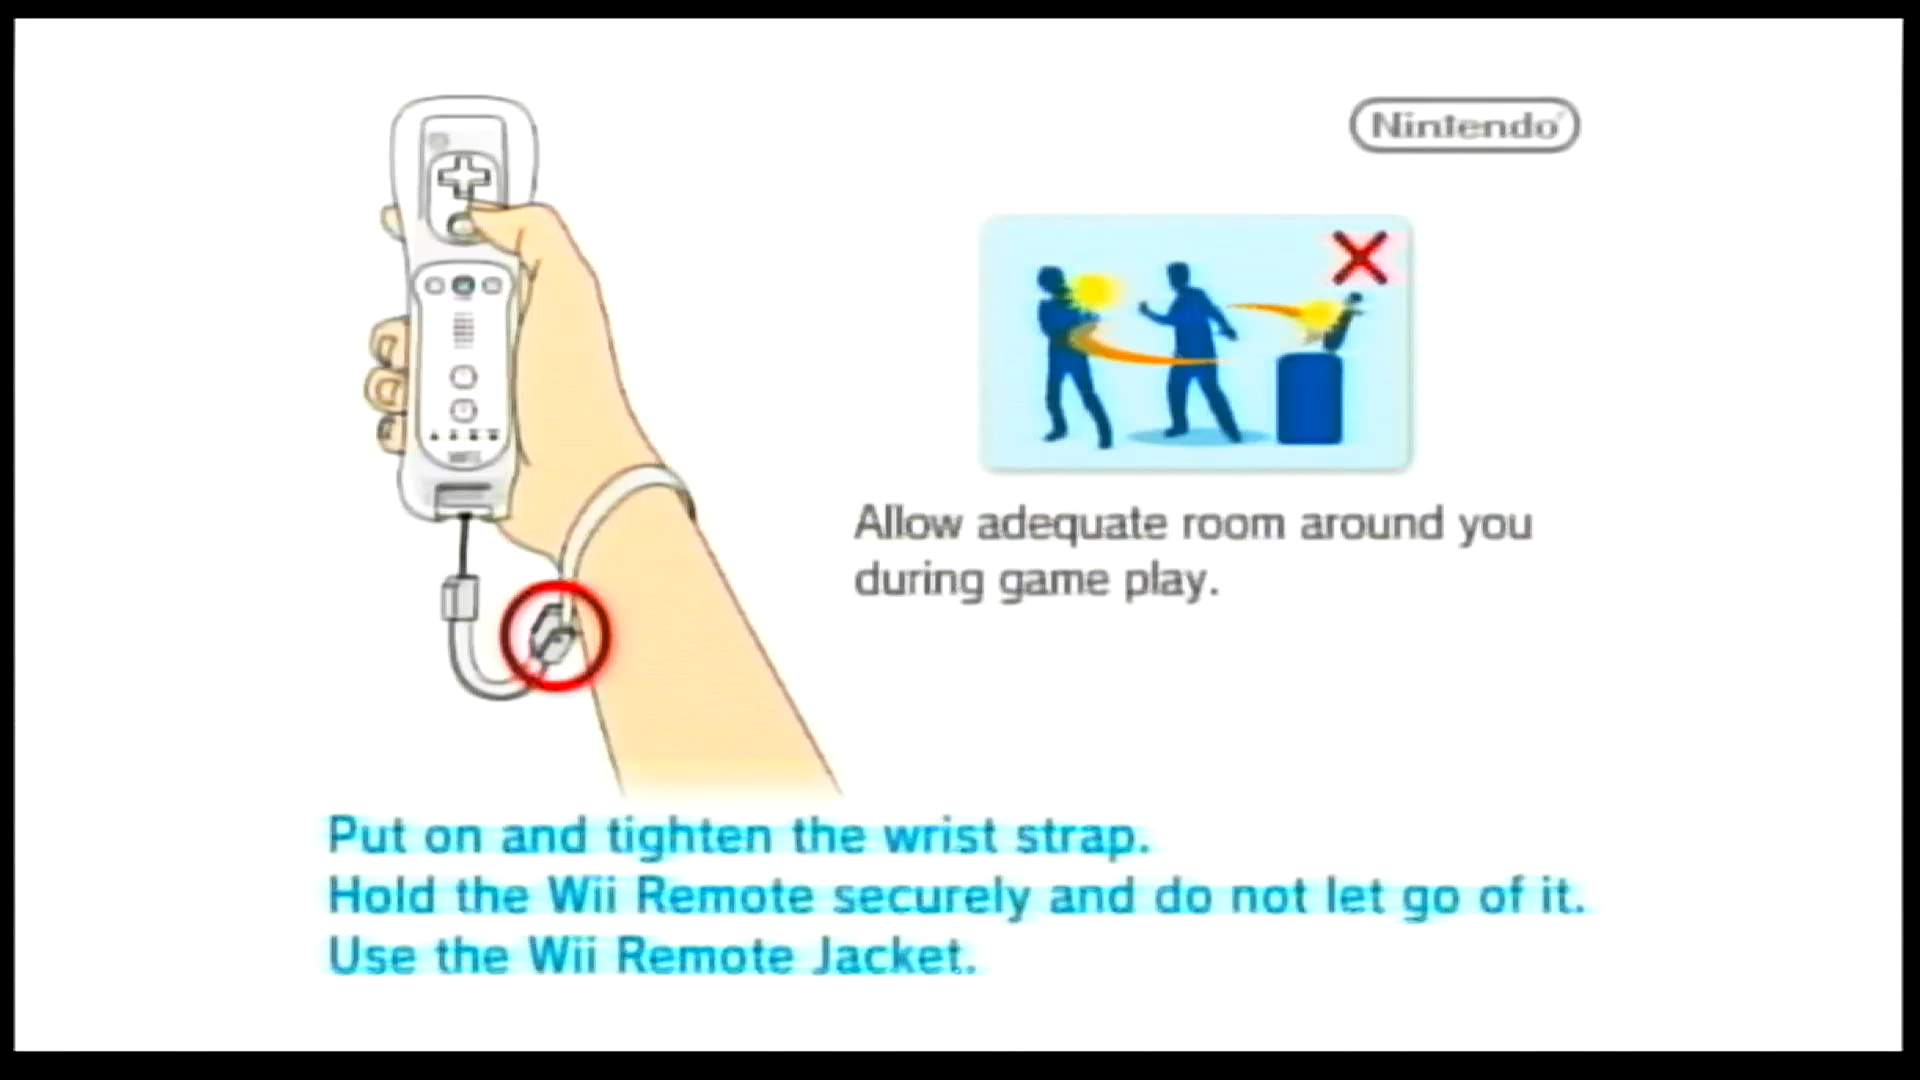 Nintendo
Allow adequate room around you
during game play.
Put on and tighten the wrist strap.
Hold the Wii Remote securely and do not let go of it.
Use the Wii Remote Jacket.